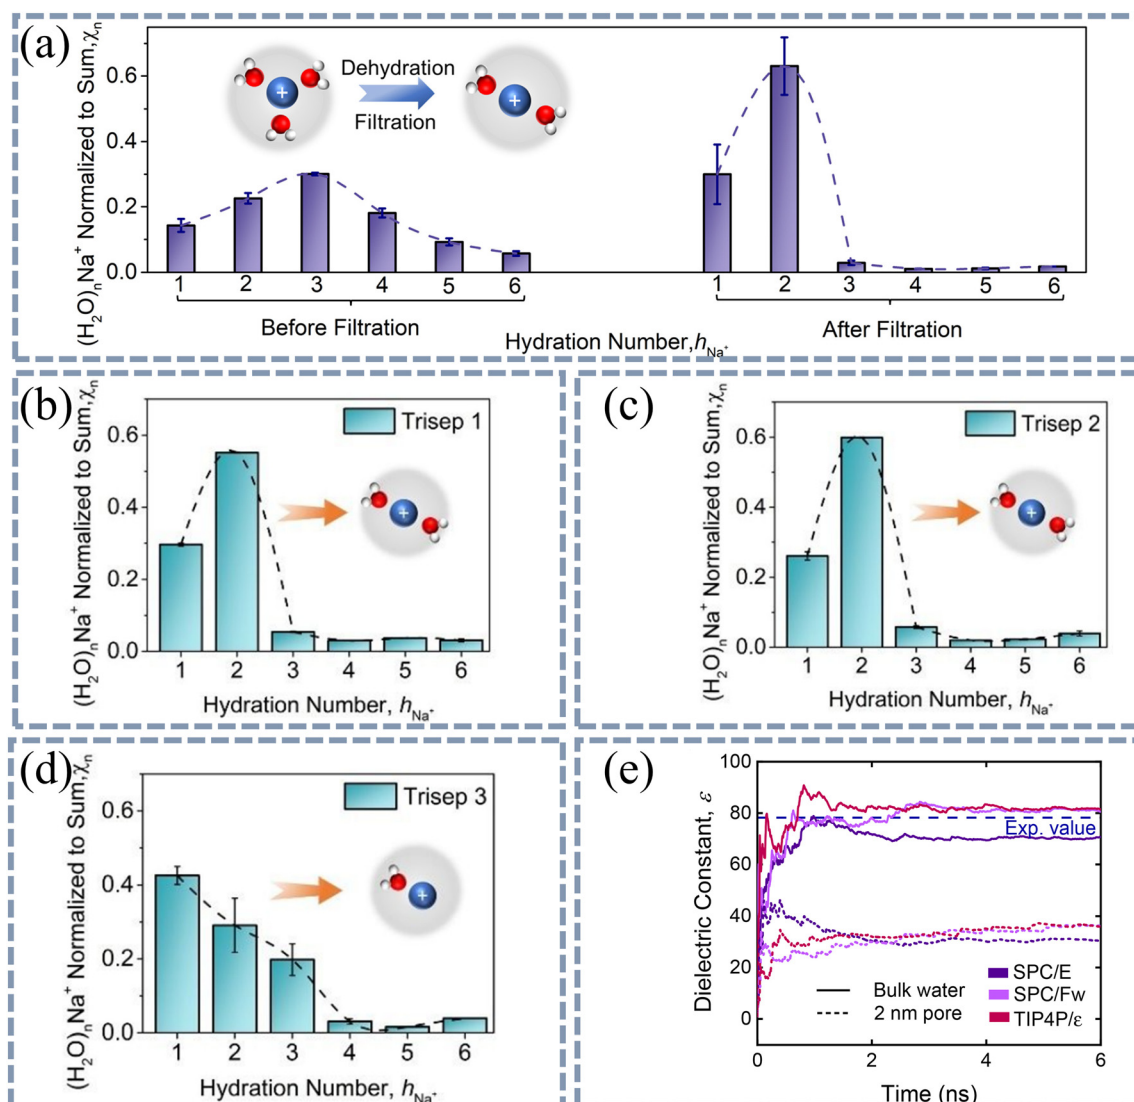 (a)
(H₂O)ₙNa⁺ Normalized to Sum,χₙ
0.6
0.4
0.2
0.0
Dehydration
Filtration
1 2 3 4 5 6
1 2 3 4 5 6
Before Filtration
Hydration Number,hNa⁺
After Filtration
(b)
(H₂O)ₙNa⁺ Normalized to Sum,χₙ
0.6
0.4
0.2
0.0
Trisep 1
1 2 3 4 5 6
Hydration Number, hNa⁺
(c)
(H₂O)ₙNa⁺ Normalized to Sum,χₙ
0.6
0.4
0.2
0.0
Trisep 2
1 2 3 4 5 6
Hydration Number, hNa⁺
(d)
(H₂O)ₙNa⁺ Normalized to Sum,χₙ
0.6
0.4
0.2
0.0
Trisep 3
1 2 3 4 5 6
Hydration Number, hNa⁺
(e)
Dielectric Constant, ε
100
80
60
40
20
0
Exp. value
Bulk water
2 nm pore
SPC/E
SPC/Fw
TIP4P/ε
0 2 4 6
Time (ns)